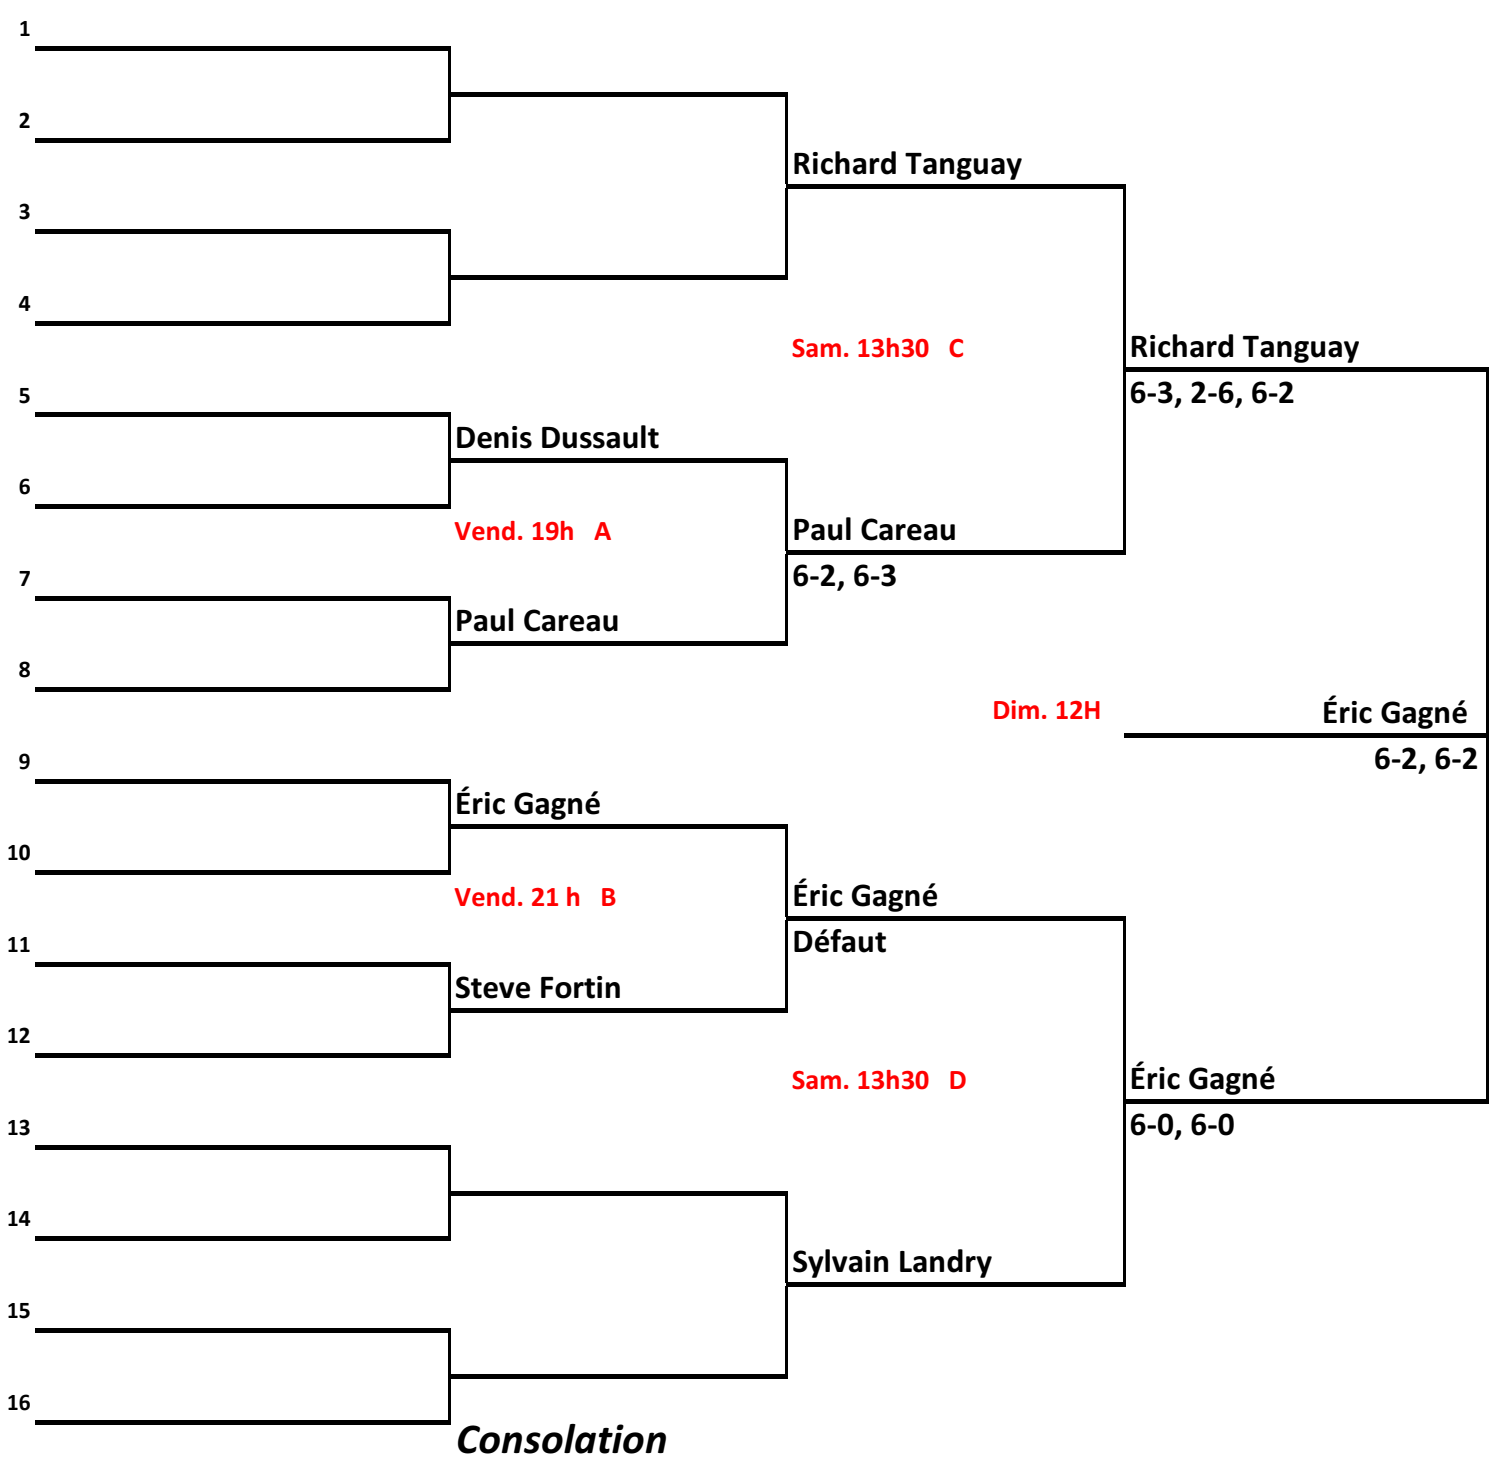 1
2
Richard Tanguay
3
4
Sam. 13h30 C
Richard Tanguay
6-3, 2-6, 6-2
5
Denis Dussault
6
Vend. 19h A
Paul Careau
6-2, 6-3
7
Paul Careau
8
Dim. 12H
Éric Gagné
6-2, 6-2
9
Éric Gagné
10
Vend. 21 h B
Éric Gagné
Défaut
11
Steve Fortin
12
Sam. 13h30 D
Éric Gagné
6-0, 6-0
13
14
Sylvain Landry
15
16
Consolation